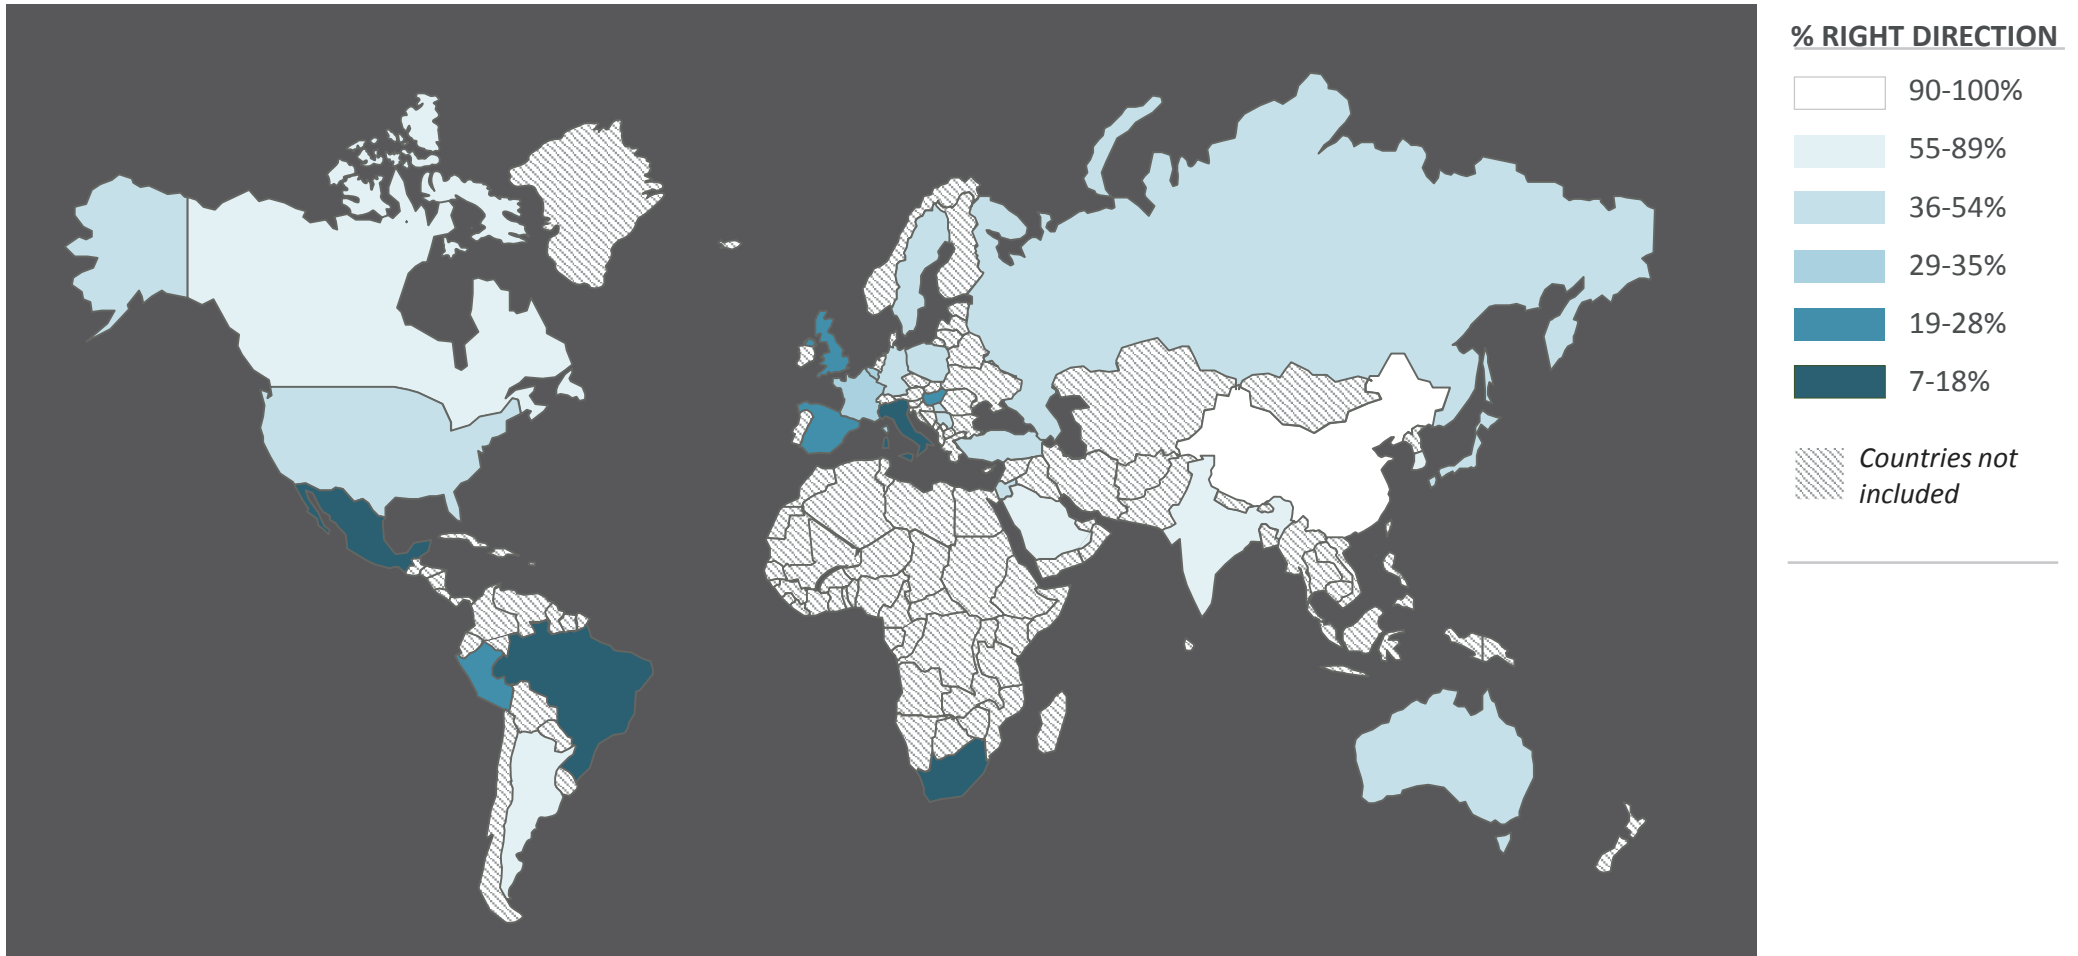 % RIGHT DIRECTION
90-100%
55-89%
36-54%
29-35%
19-28%
7-18%
Countries not
included